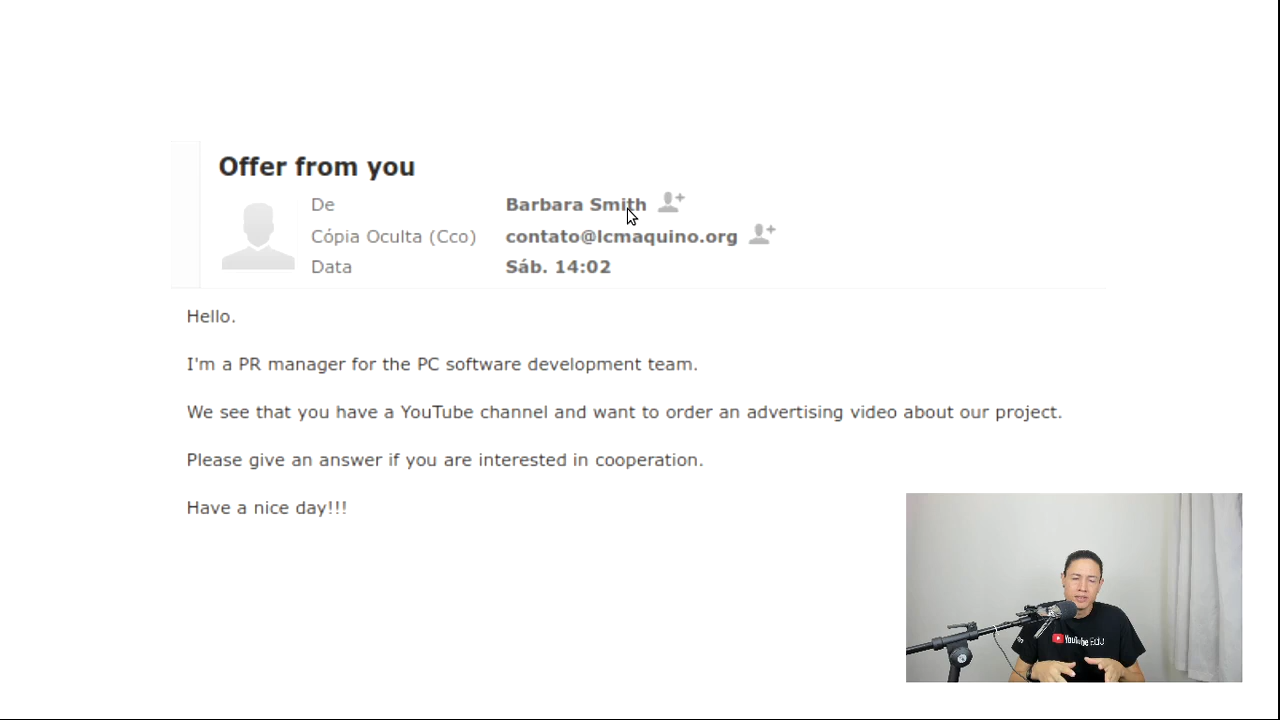 Offer from you
De Barbara Smith
Cópia Oculta (Cco) contato@lcmaquino.org
Data Sáb. 14:02
Hello.
I'm a PR manager for the PC software development team.
We see that you have a YouTube channel and want to order an advertising video about our project.
Please give an answer if you are interested in cooperation.
Have a nice day!!!
YouTube Edu